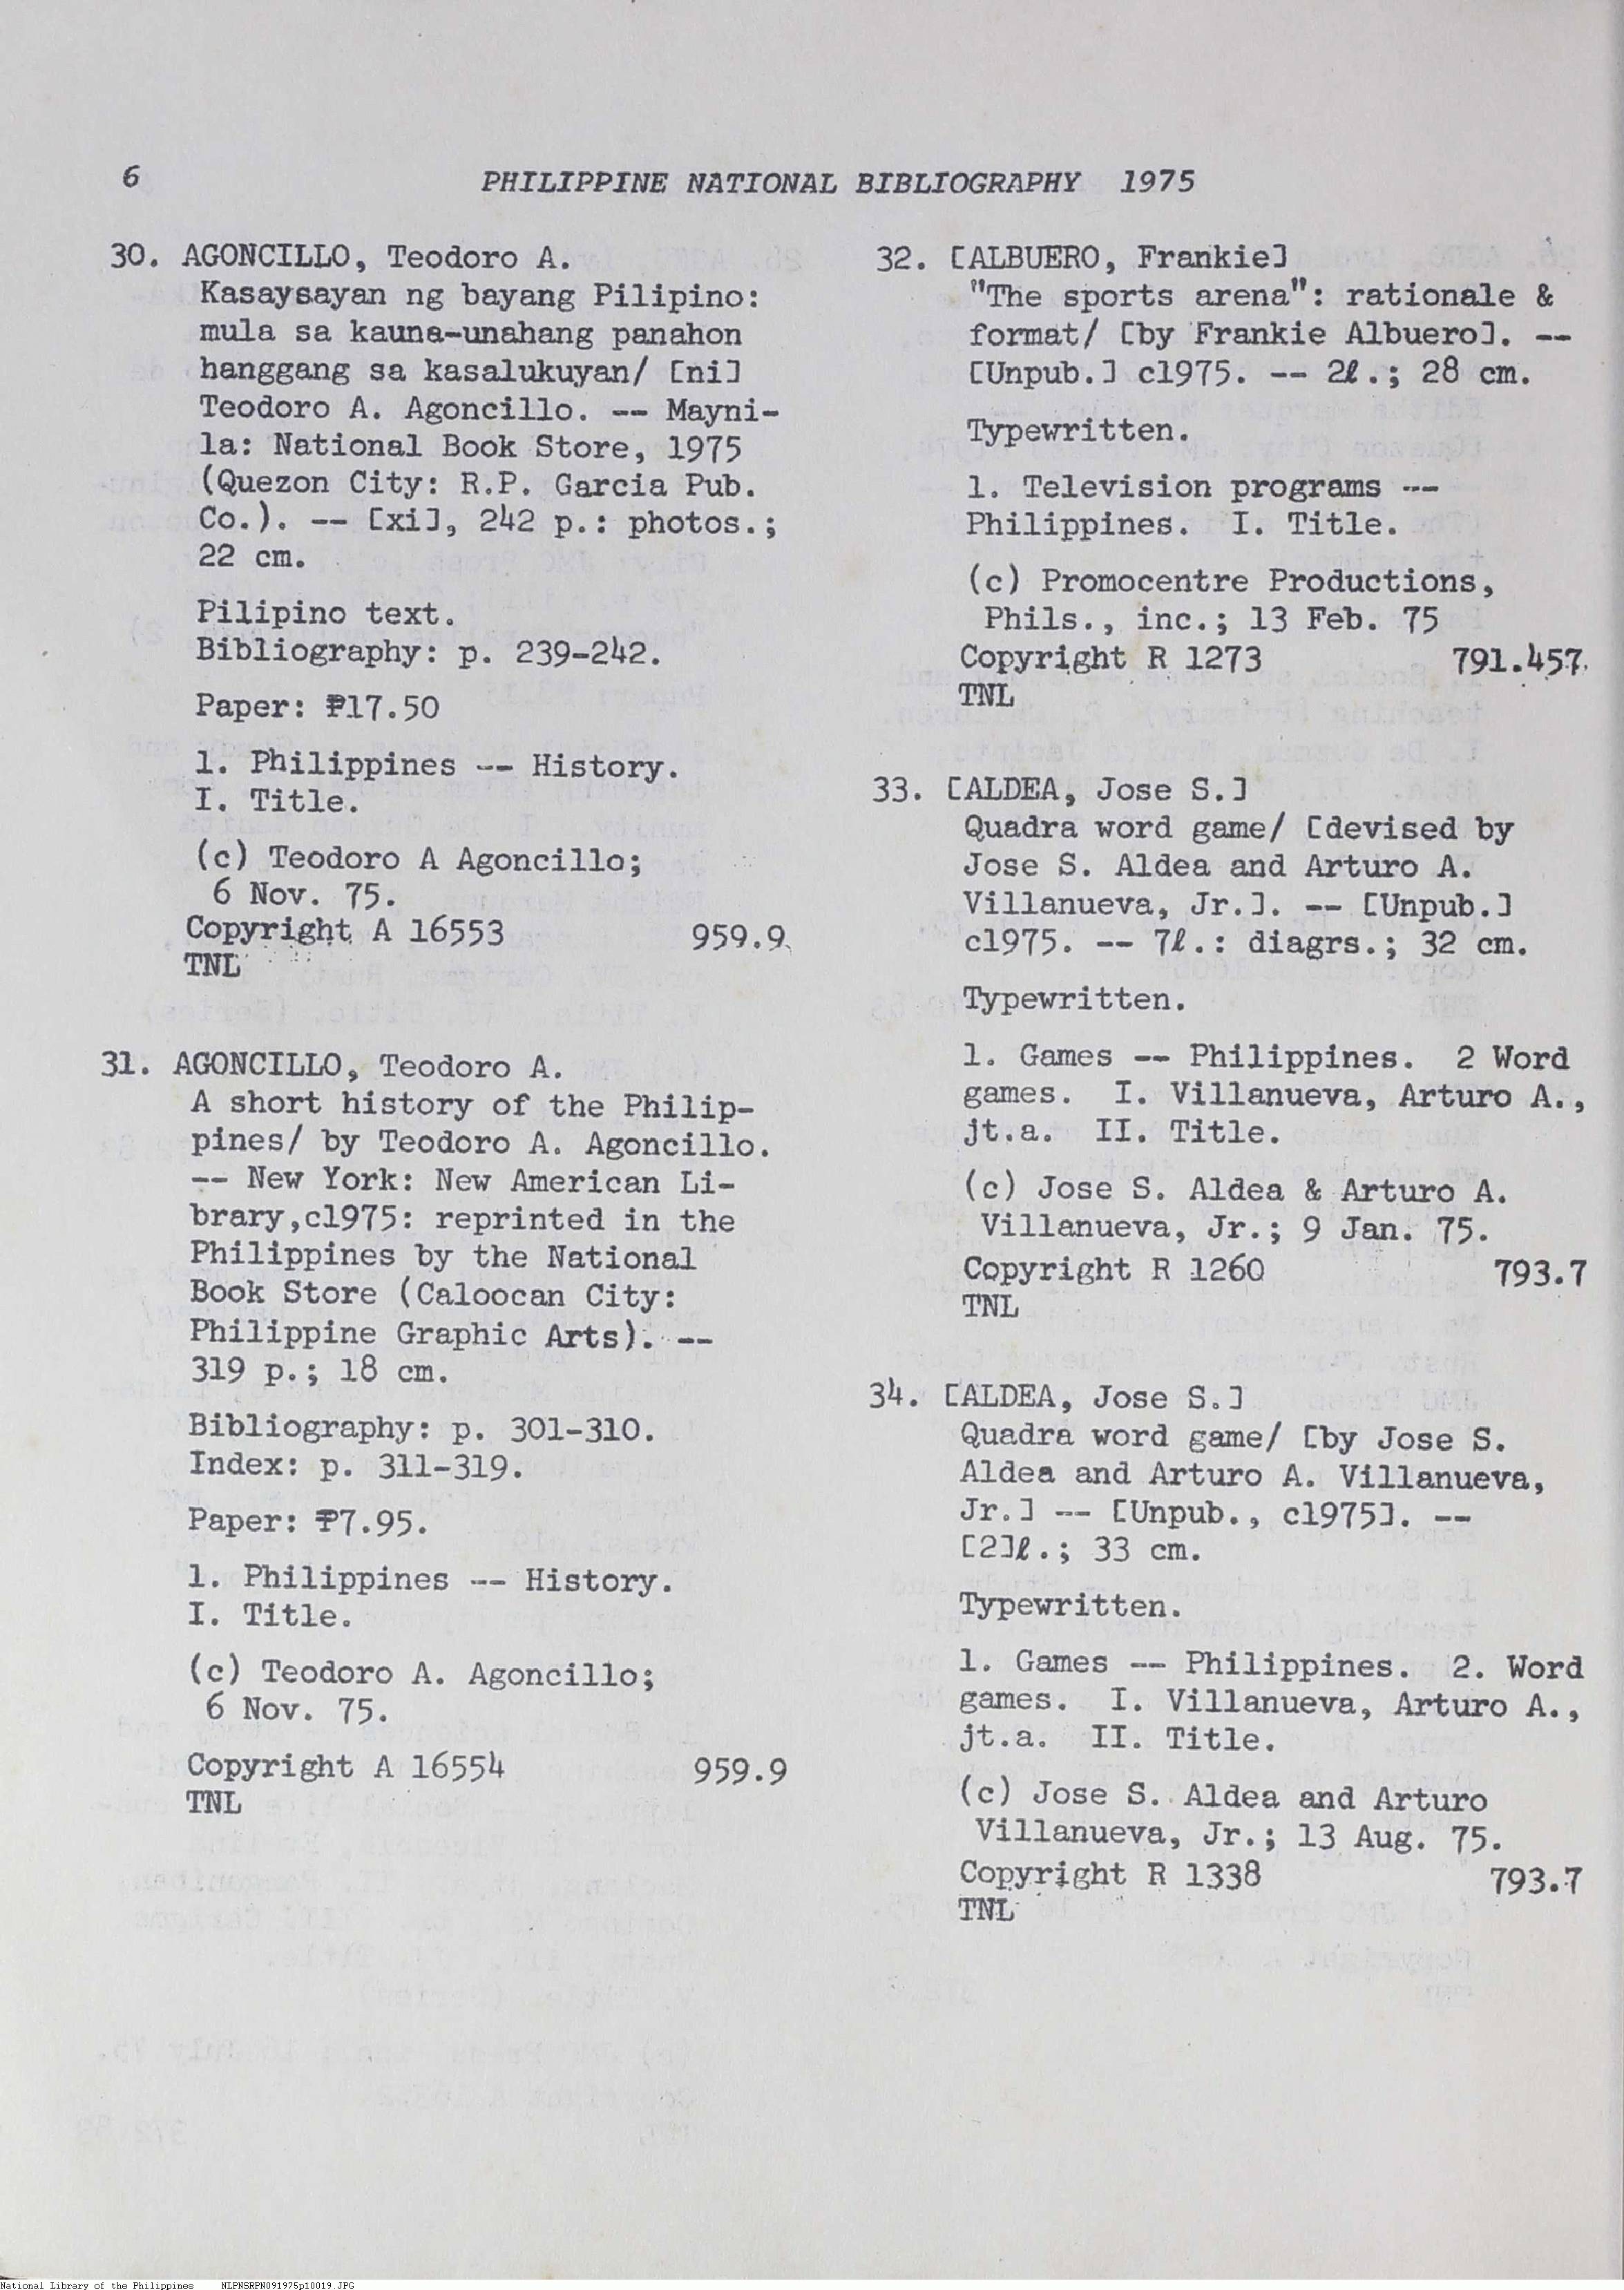 6
PHILIPPINE NATIONAL BIBLIOGRAPHY 1975
30. AGONCILLO, Teodoro A.
Kasaysayan ng bayang Pilipino:
mula sa kauna-unahang panahon
hanggang sa kasalukuyan/ [ni]
Teodoro A. Agoncillo. -- Mayni-
la: National Book Store, 1975
(Quezon City: R.P. Garcia Pub.
Co.). -- [xi], 242 p.: photos.;
22 cm.
Pilipino text.
Bibliography: p. 239-242.
Paper: ₱17.50
1. Philippines -- History.
I. Title.
(c) Teodoro A Agoncillo;
6 Nov. 75.
Copyright A 16553 959.9
TNL
31. AGONCILLO, Teodoro A.
A short history of the Philip-
pines/ by Teodoro A. Agoncillo.
-- New York: New American Li-
brary,c1975: reprinted in the
Philippines by the National
Book Store (Caloocan City:
Philippine Graphic Arts). --
319 p.; 18 cm.
Bibliography: p. 301-310.
Index: p. 311-319.
Paper: ₱7.95.
1. Philippines -- History.
I. Title.
(c) Teodoro A. Agoncillo;
6 Nov. 75.
Copyright A 16554 959.9
TNL
32. [ALBUERO, Frankie]
"The sports arena": rationale &
format/ [by Frankie Albuero]. --
[Unpub.] c1975. -- 2ℓ.; 28 cm.
Typewritten.
1. Television programs --
Philippines. I. Title.
(c) Promocentre Productions,
Phils., inc.; 13 Feb. 75
Copyright R 1273 791.457
TNL
33. [ALDEA, Jose S.]
Quadra word game/ [devised by
Jose S. Aldea and Arturo A.
Villanueva, Jr.]. -- [Unpub.]
c1975. -- 7ℓ.: diagrs.; 32 cm.
Typewritten.
1. Games -- Philippines. 2 Word
games. I. Villanueva, Arturo A.,
jt.a. II. Title.
(c) Jose S. Aldea & Arturo A.
Villanueva, Jr.; 9 Jan. 75.
Copyright R 1260 793.7
TNL
34. [ALDEA, Jose S.]
Quadra word game/ [by Jose S.
Aldea and Arturo A. Villanueva,
Jr.] -- [Unpub., c1975]. --
[2]ℓ.; 33 cm.
Typewritten.
1. Games -- Philippines. 2. Word
games. I. Villanueva, Arturo A.,
jt.a. II. Title.
(c) Jose S. Aldea and Arturo
Villanueva, Jr.; 13 Aug. 75.
Copyright R 1338 793.7
TNL
National Library of the Philippines NLPNSRPN091975p10019.JPG